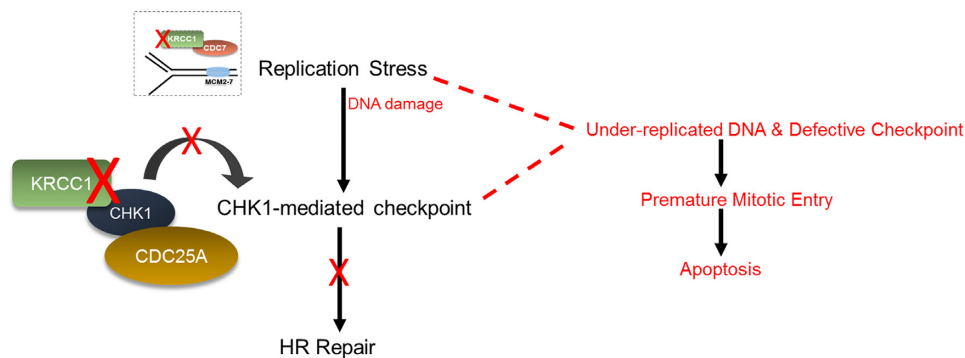 KRCC1
CDC7
MCM2-7
Replication Stress
DNA damage
Under-replicated DNA & Defective Checkpoint
KRCC1
CHK1
CDC25A
CHK1-mediated checkpoint
Premature Mitotic Entry
Apoptosis
HR Repair